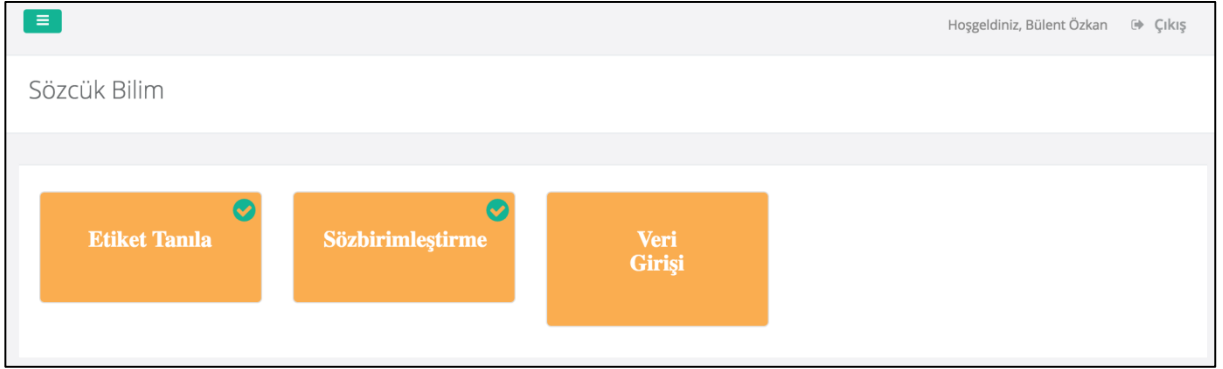 Hoşgeldiniz, Bülent Özkan Çıkış
Sözcük Bilim
Etiket Tanıla
Sözbirimleştirme
Veri
Girişi